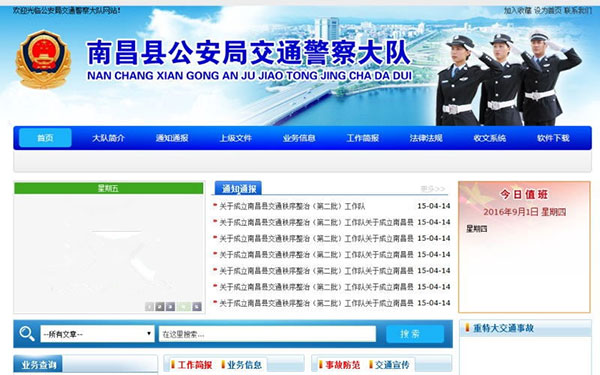 欢迎光临公安局交通警察大队网站！
加入收藏 设为首页 联系我们
南昌县公安局交通警察大队
NAN CHANG XIAN GONG AN JU JIAO TONG JING CHA DA DUI
首页 大队简介 通知通报 上级文件 业务信息 工作简报 法律法规 收文系统 软件下载
星期五
通知通报 更多>>
关于成立南昌县交通秩序整治（第二批）工作队 15-04-14
关于成立南昌县交通秩序整治（第二批）工作队关于成立南昌县 15-04-14
关于成立南昌县交通秩序整治（第二批）工作队关于成立南昌县 15-04-14
关于成立南昌县交通秩序整治（第二批）工作队关于成立南昌县 15-04-14
关于成立南昌县交通秩序整治（第二批）工作队关于成立南昌县 15-04-14
关于成立南昌县交通秩序整治（第二批）工作队关于成立南昌县 15-04-14
关于成立南昌县交通秩序整治（第二批）工作队关于成立南昌县 15-04-14
今日值班
2016年9月1日 星期四
星期四
--所有文章--
在这里搜索...
搜索
重特大交通事故
业务查询
工作简报 业务信息
事故防范 交通宣传